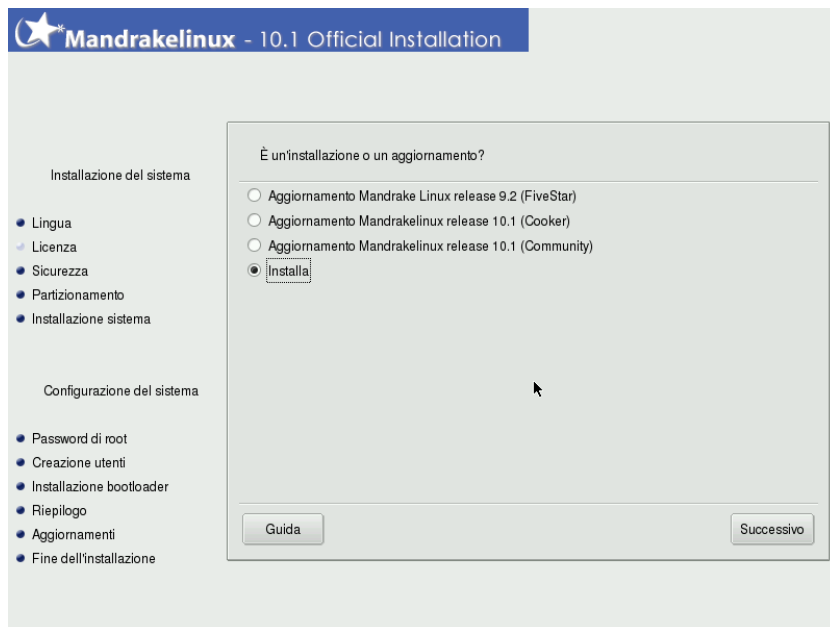 Mandrakelinux - 10.1 Official Installation
Installazione del sistema
Lingua
Licenza
Sicurezza
Partizionamento
Installazione sistema
Configurazione del sistema
Password di root
Creazione utenti
Installazione bootloader
Riepilogo
Aggiornamenti
Fine dell'installazione
È un'installazione o un aggiornamento?
Aggiornamento Mandrake Linux release 9.2 (FiveStar)
Aggiornamento Mandrakelinux release 10.1 (Cooker)
Aggiornamento Mandrakelinux release 10.1 (Community)
Installa
Guida
Successivo